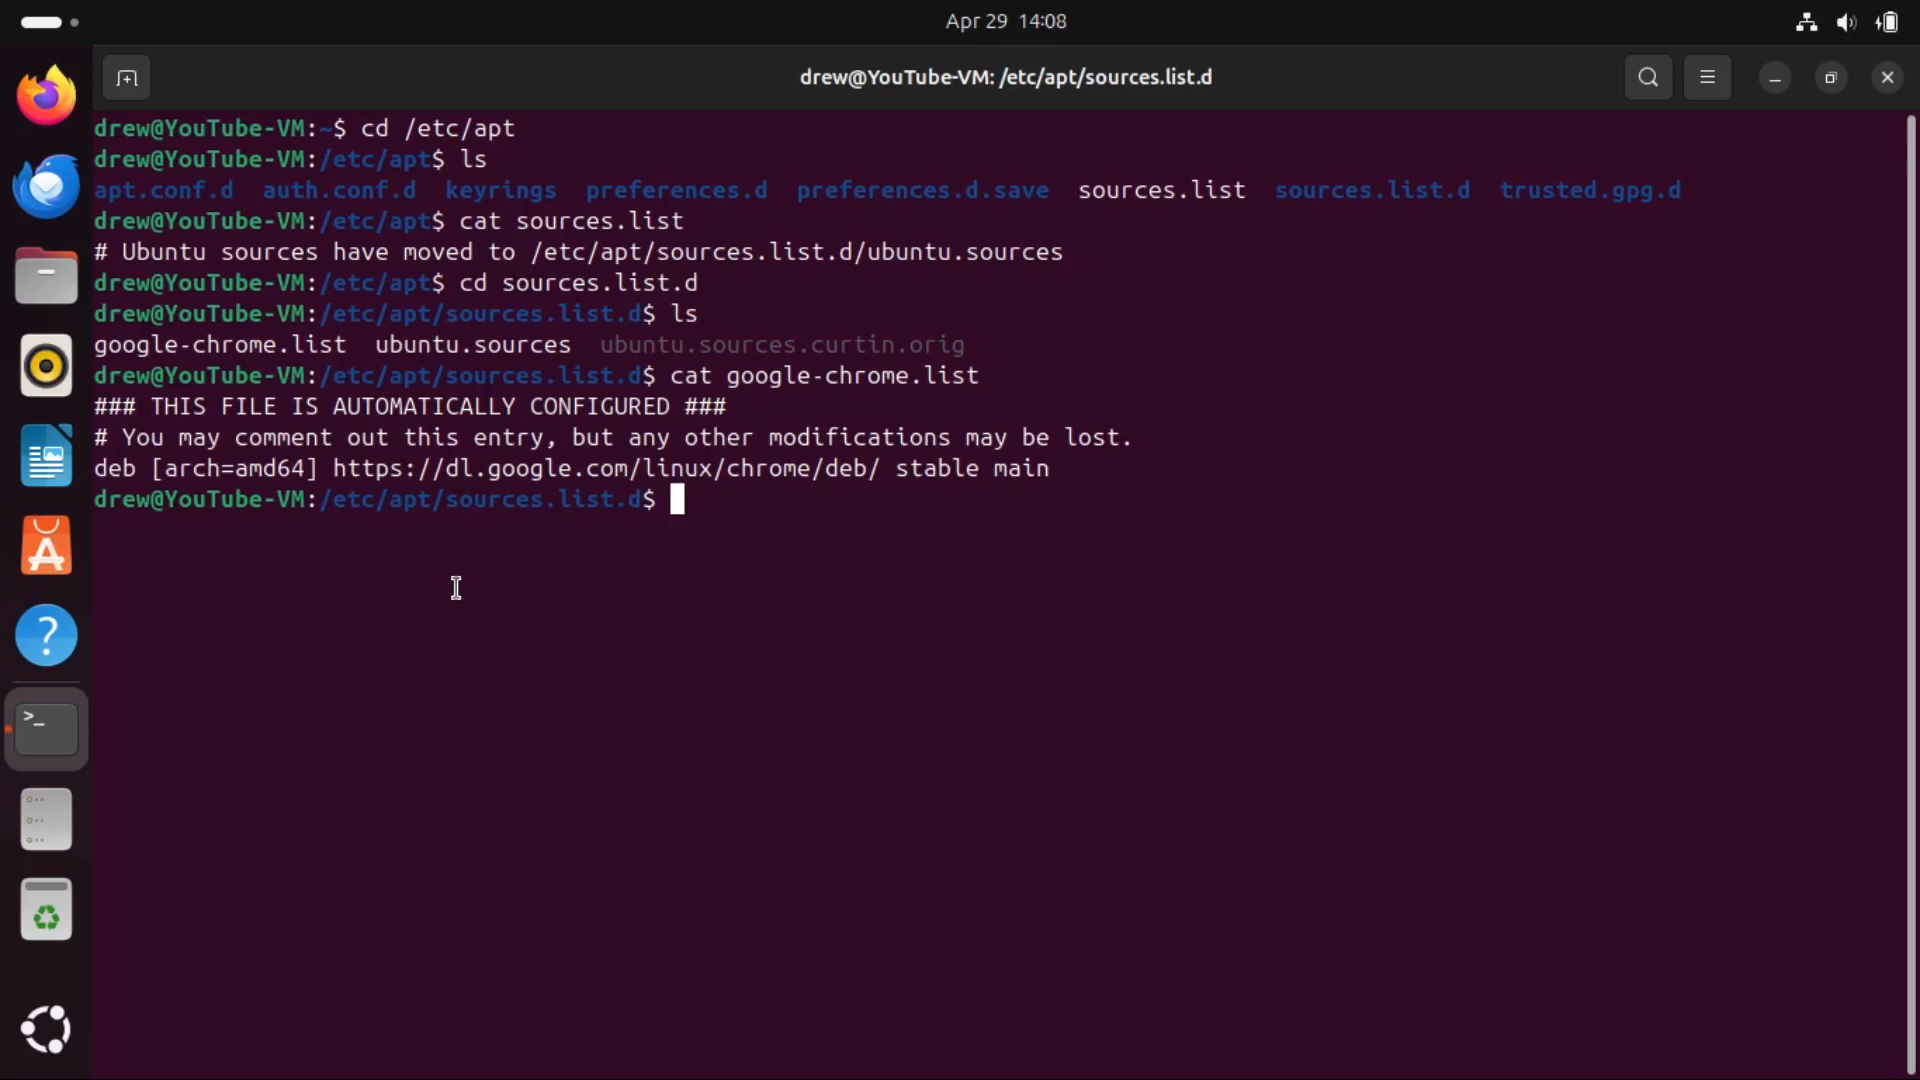 Apr 29 14:08
drew@YouTube-VM: /etc/apt/sources.list.d
drew@YouTube-VM:~$ cd /etc/apt
drew@YouTube-VM:/etc/apt$ ls
apt.conf.d auth.conf.d keyrings preferences.d preferences.d.save sources.list sources.list.d trusted.gpg.d
drew@YouTube-VM:/etc/apt$ cat sources.list
# Ubuntu sources have moved to /etc/apt/sources.list.d/ubuntu.sources
drew@YouTube-VM:/etc/apt$ cd sources.list.d
drew@YouTube-VM:/etc/apt/sources.list.d$ ls
google-chrome.list ubuntu.sources ubuntu.sources.curtin.orig
drew@YouTube-VM:/etc/apt/sources.list.d$ cat google-chrome.list
### THIS FILE IS AUTOMATICALLY CONFIGURED ###
# You may comment out this entry, but any other modifications may be lost.
deb [arch=amd64] https://dl.google.com/linux/chrome/deb/ stable main
drew@YouTube-VM:/etc/apt/sources.list.d$